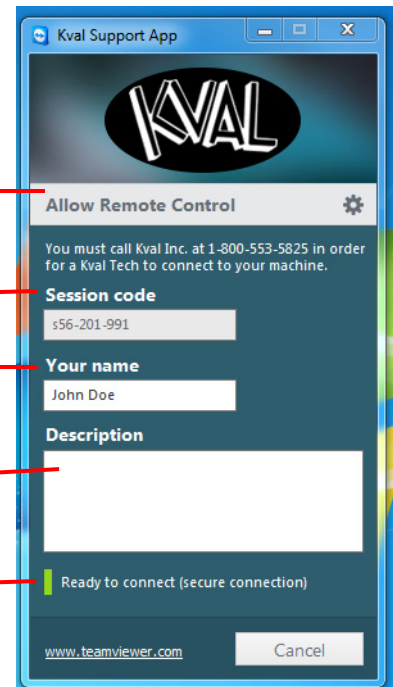 Kval Support App
KVAL
Allow Remote Control
You must call Kval Inc. at 1-800-553-5825 in order
for a Kval Tech to connect to your machine.
Session code
s56-201-991
Your name
John Doe
Description
Ready to connect (secure connection)
www.teamviewer.com
Cancel